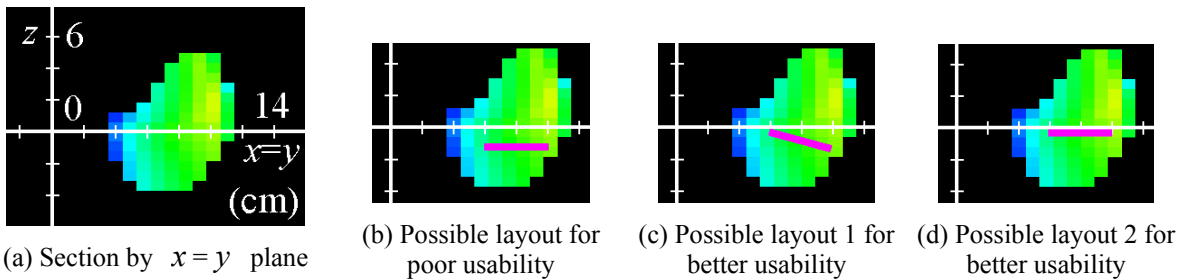 z 6
0 14
x=y
(cm)
(a) Section by x = y plane
(b) Possible layout for
poor usability
(c) Possible layout 1 for
better usability
(d) Possible layout 2 for
better usability